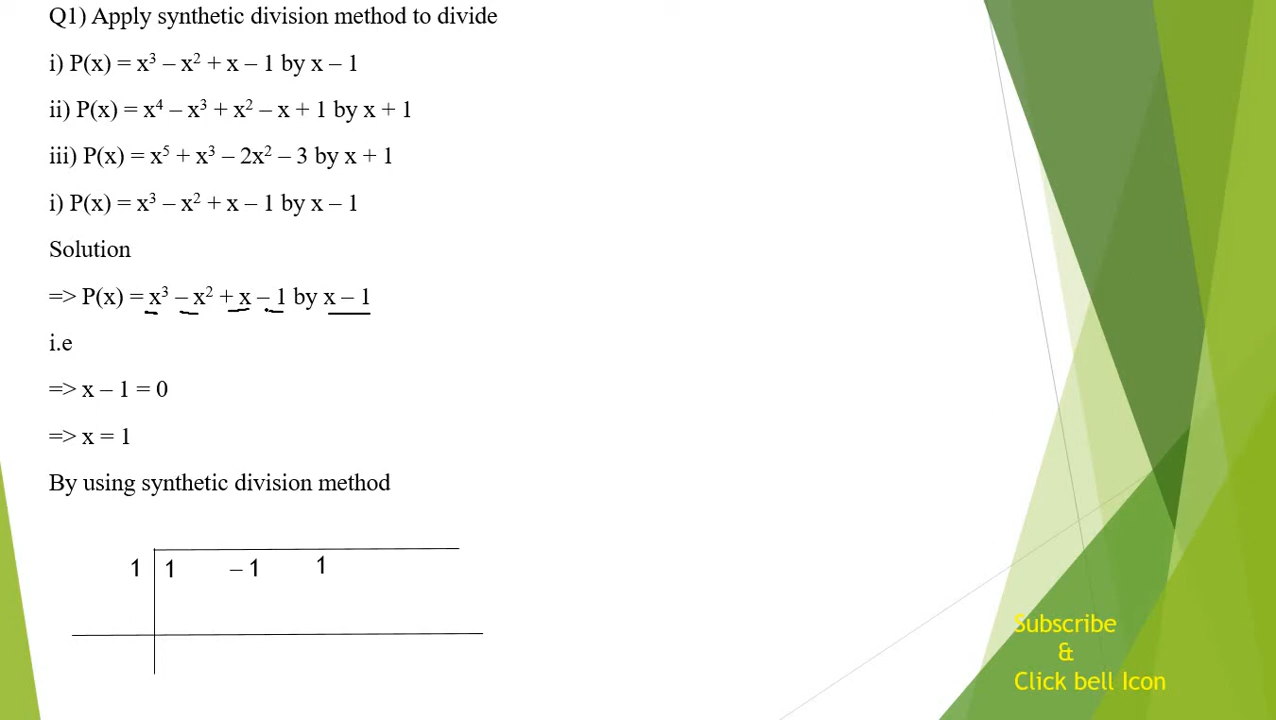 Q1) Apply synthetic division method to divide
i) P(x) = x³ – x² + x – 1 by x – 1
ii) P(x) = x⁴ – x³ + x² – x + 1 by x + 1
iii) P(x) = x⁵ + x³ – 2x² – 3 by x + 1
i) P(x) = x³ – x² + x – 1 by x – 1
Solution
=> P(x) = x³ – x² + x – 1 by x – 1
i.e
=> x – 1 = 0
=> x = 1
By using synthetic division method
1 1 – 1 1
Subscribe
&
Click bell Icon